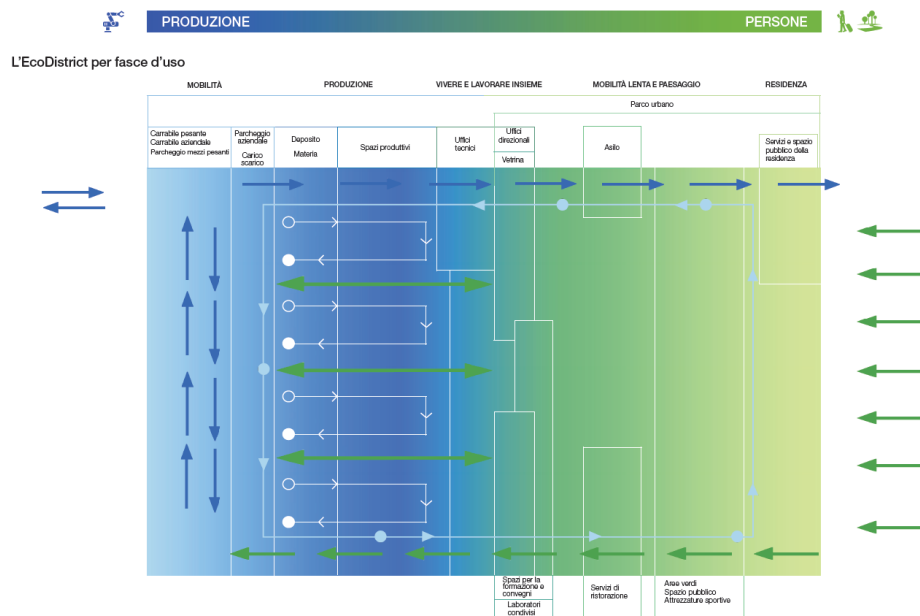 PRODUZIONE
PERSONE
L'EcoDistrict per fasce d'uso
MOBILITÀ
PRODUZIONE
VIVERE E LAVORARE INSIEME
MOBILITÀ LENTA E PAESAGGIO
RESIDENZA
Parco urbano
Carrabile pesante
Carrabile aziendale
Parcheggio mezzi pesanti
Parcheggio
aziendale
Carico
scarico
Deposito
Materia
Spazi produttivi
Uffici
tecnici
Uffici
direzionali
Vetrina
Asilo
Servizi e spazio
pubblico della
residenza
Spazi per la
formazione e
convegni
Laboratori
condivisi
Servizi di
ristorazione
Aree verdi
Spazio pubblico
Attrezzature sportive